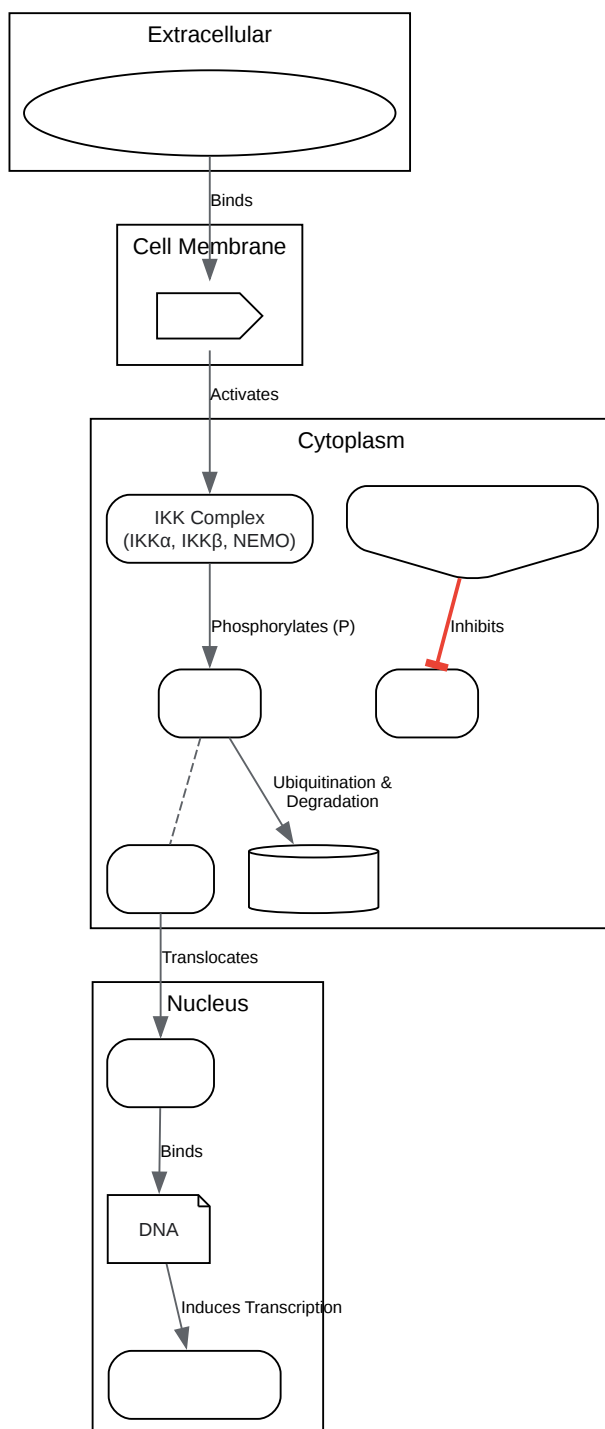 Extracellular
Binds
Cell Membrane
Activates
Cytoplasm
IKK Complex
(IKKα, IKKβ, NEMO)
Phosphorylates (P)
Inhibits
Ubiquitination &
Degradation
Translocates
Nucleus
Binds
DNA
Induces Transcription